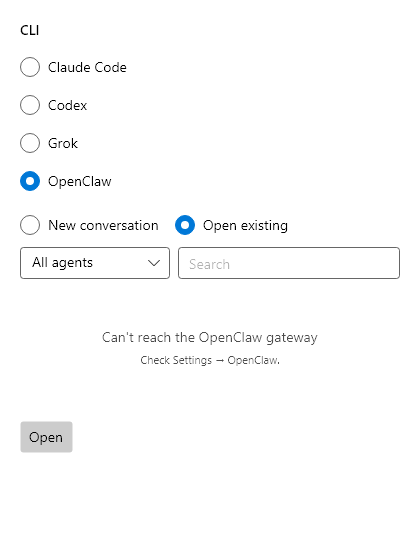 CLI
Claude Code
Codex
Grok
OpenClaw
New conversation Open existing
All agents Search
Can't reach the OpenClaw gateway
Check Settings → OpenClaw.
Open